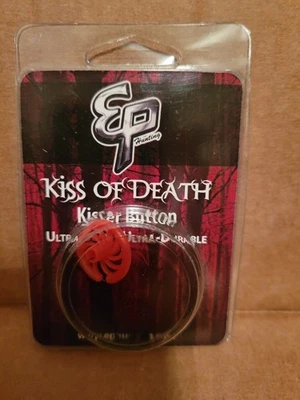 EP
Hunting
KISS OF DEATH
Kisser Button
ULTRA ULTRA-DURABLE